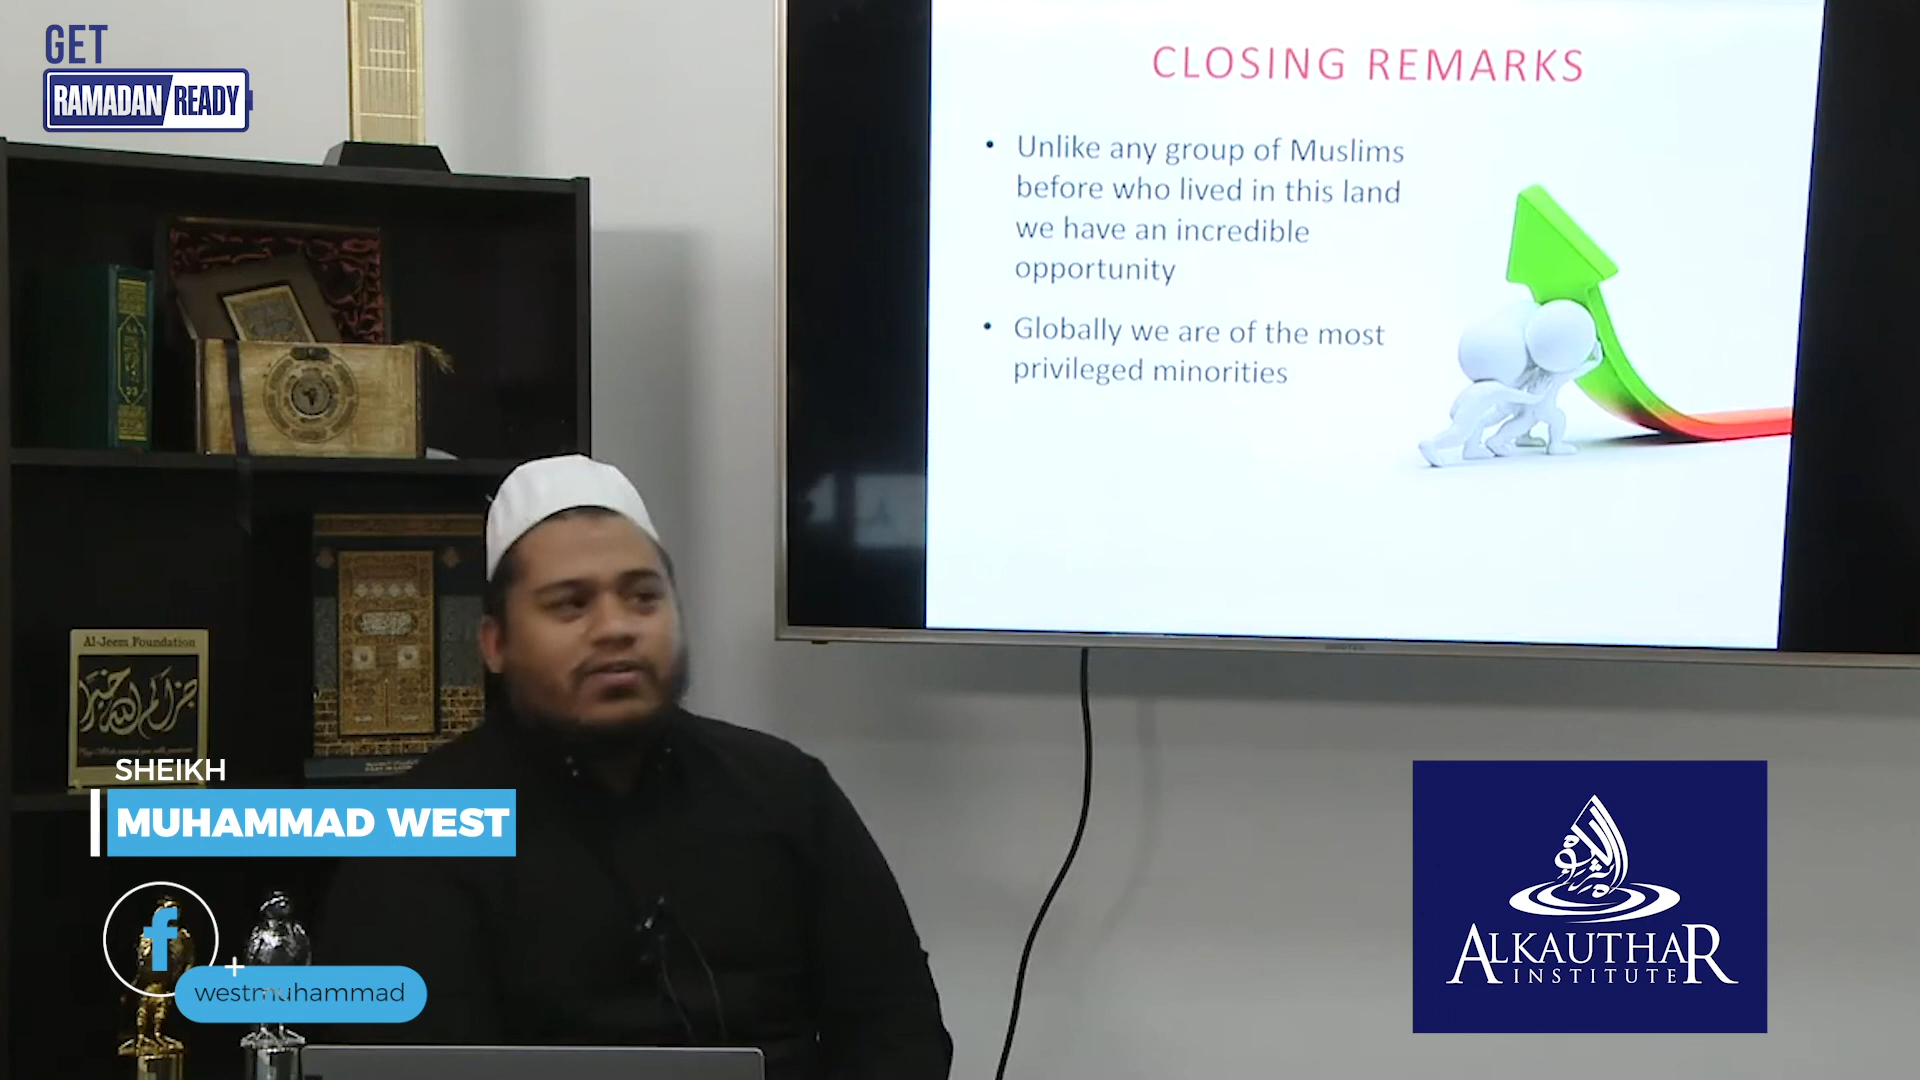 GET
RAMADAN READY
CLOSING REMARKS
• Unlike any group of Muslims
before who lived in this land
we have an incredible
opportunity
• Globally we are of the most
privileged minorities
Al-Jeem Foundation
SHEIKH
MUHAMMAD WEST
f
westmuhammad
الكوثر
ALKAUTHAR
INSTITUTE